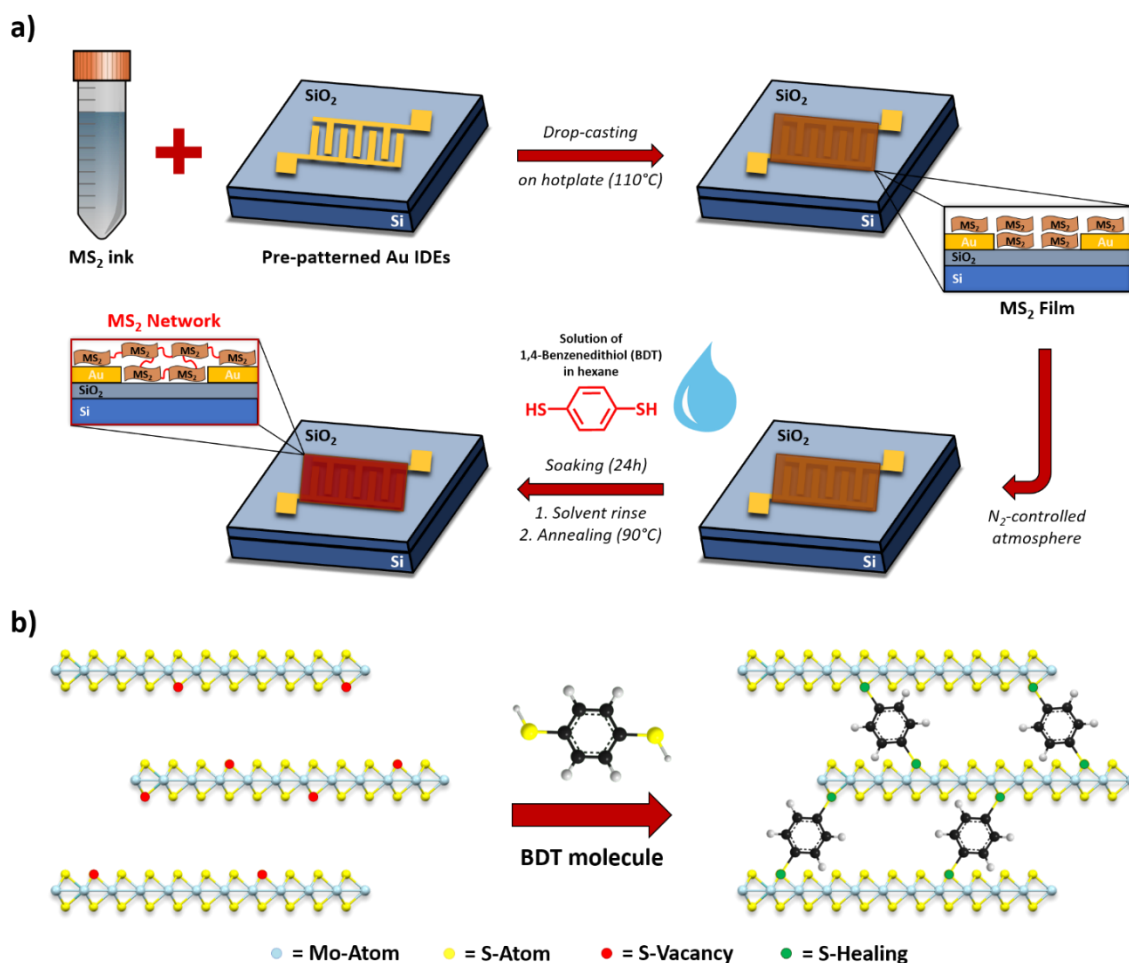 a)
SiO₂
Si
MS₂ ink
Pre-patterned Au IDEs
Drop-casting
on hotplate (110°C)
SiO₂
Si
MS₂ MS₂ MS₂ MS₂
Au MS₂ MS₂ Au
SiO₂
Si
MS₂ Film
N₂-controlled
atmosphere
SiO₂
Si
Solution of
1,4-Benzenedithiol (BDT)
in hexane
HS SH
Soaking (24h)
1. Solvent rinse
2. Annealing (90°C)
MS₂ Network
MS₂ MS₂ MS₂ MS₂
Au MS₂ MS₂ Au
SiO₂
Si
SiO₂
Si
b)
BDT molecule
= Mo-Atom = S-Atom = S-Vacancy = S-Healing